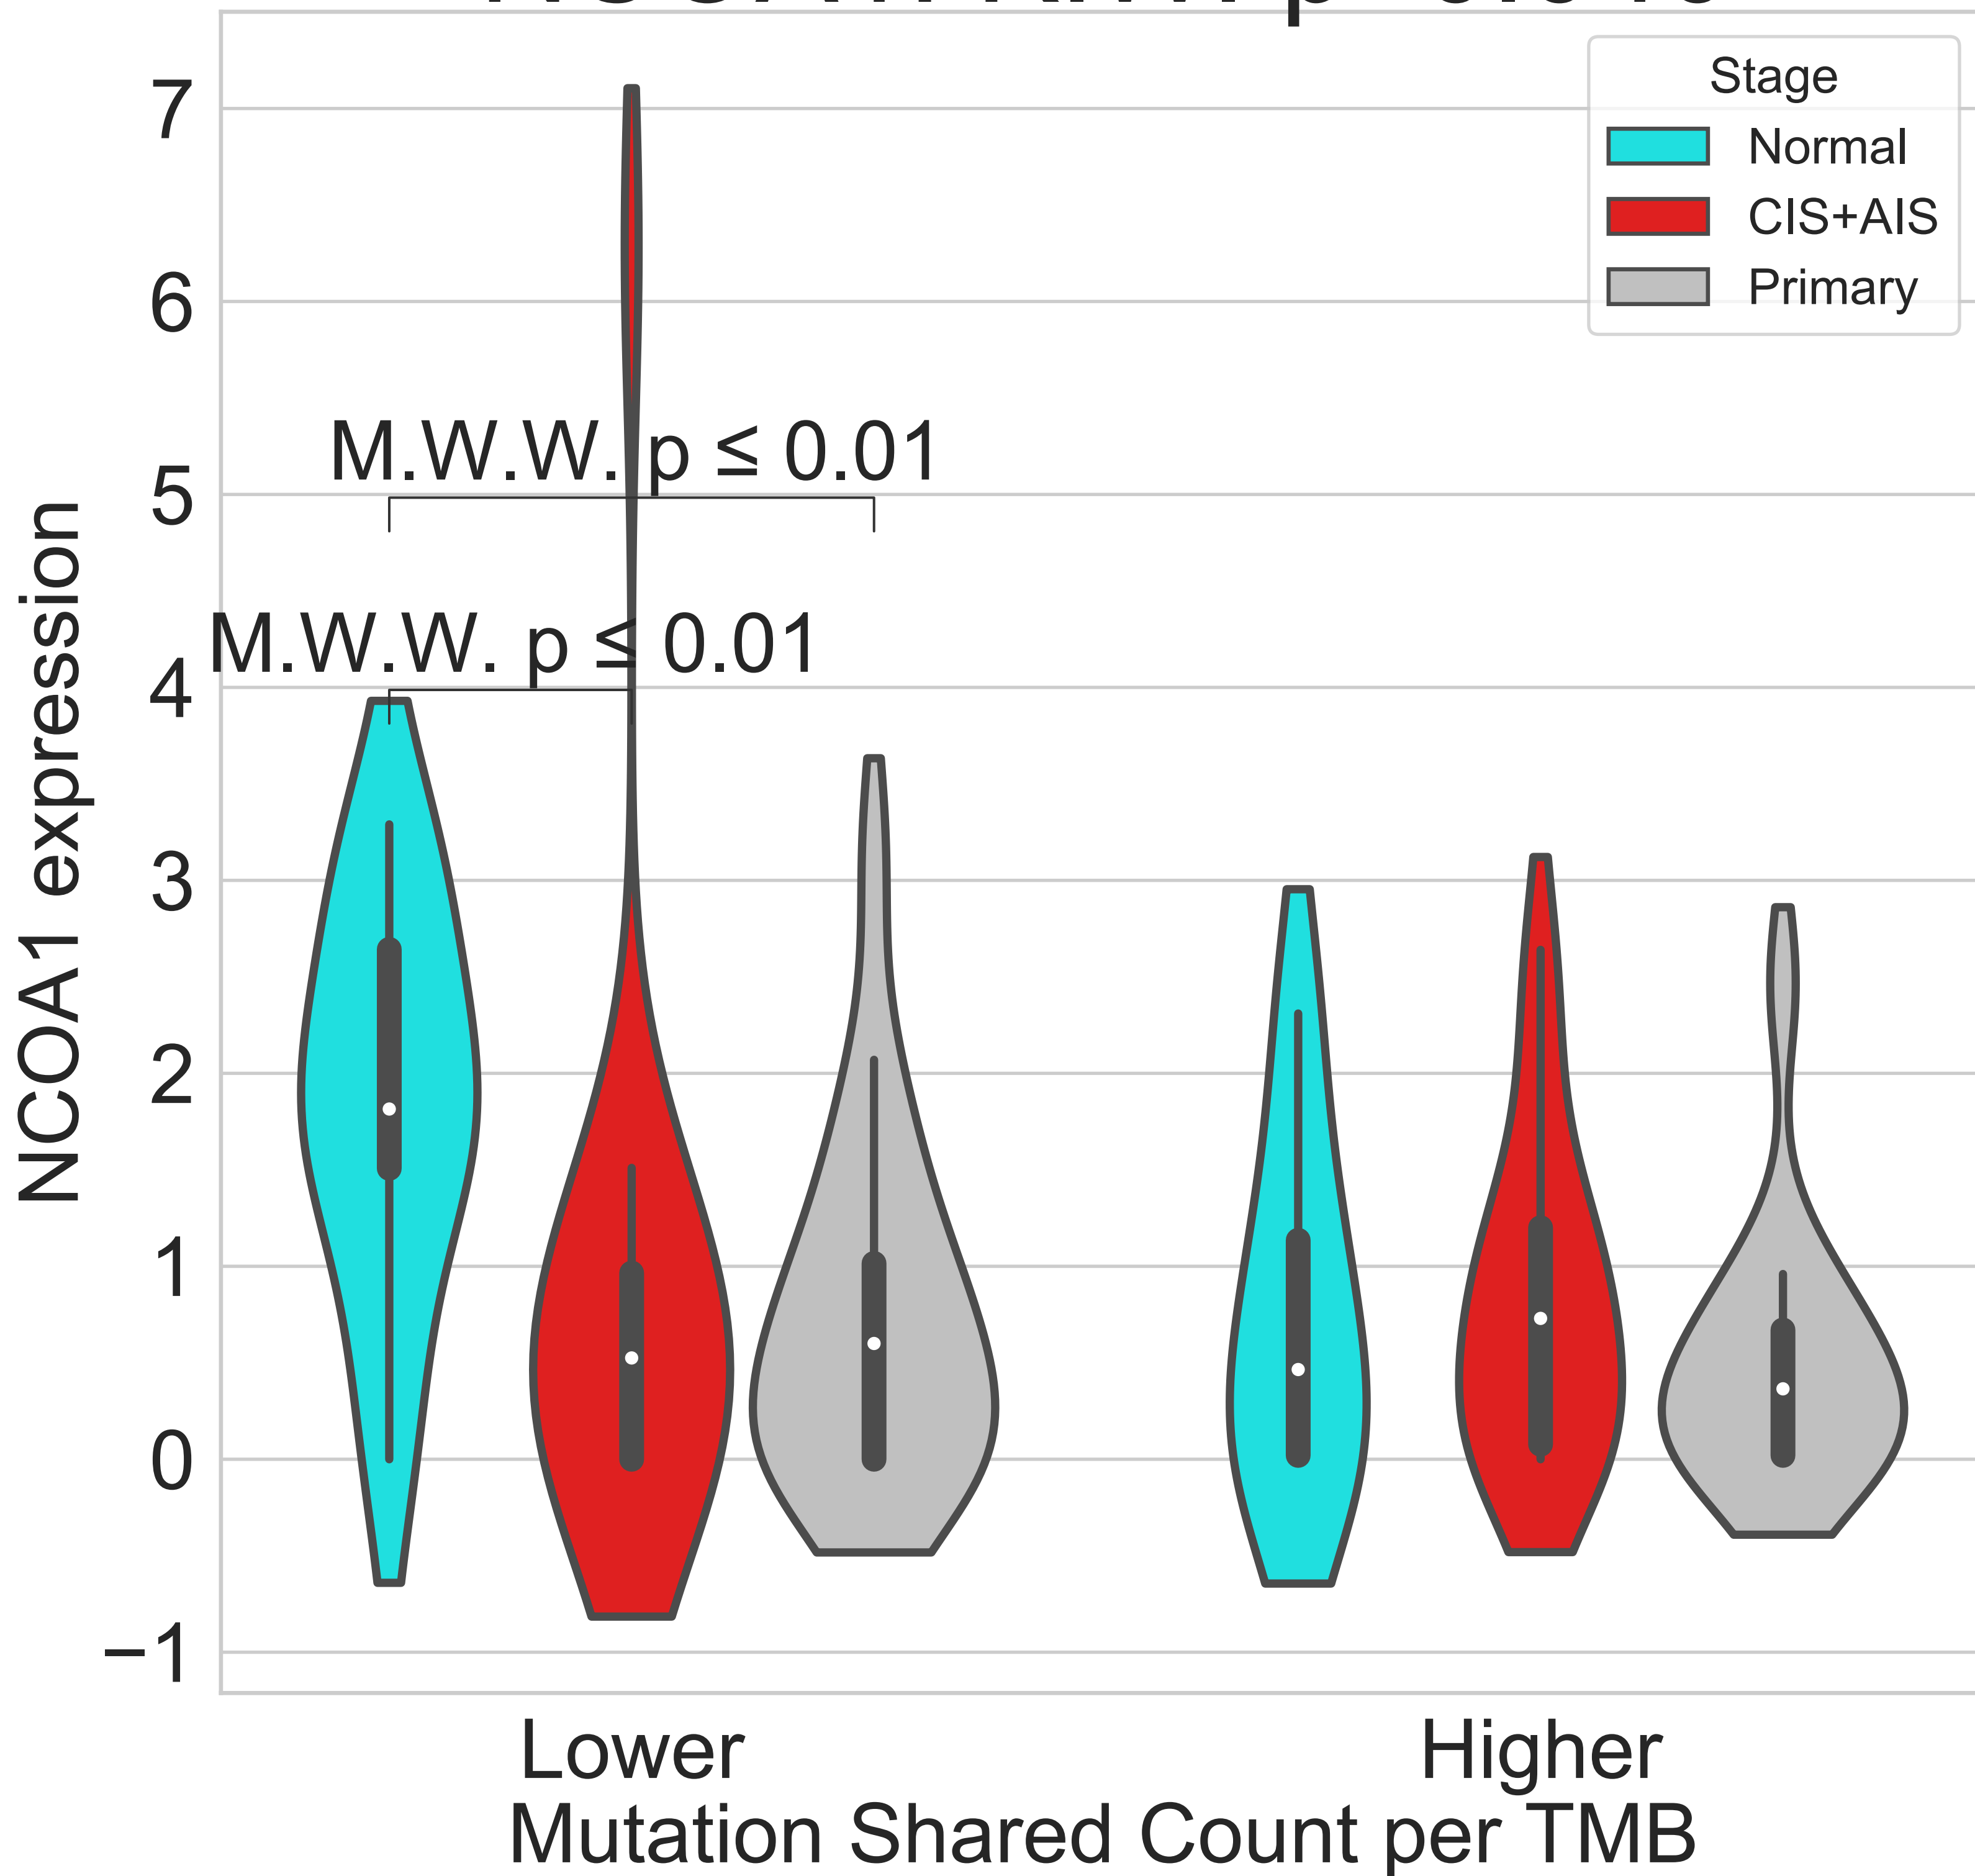 Stage
Normal
CIS+AIS
Primary
7
6
5
4
3
2
1
0
−1
NCOA1 expression
M.W.W. p ≤ 0.01
M.W.W. p ≤ 0.01
Lower
Higher
Mutation Shared Count per TMB